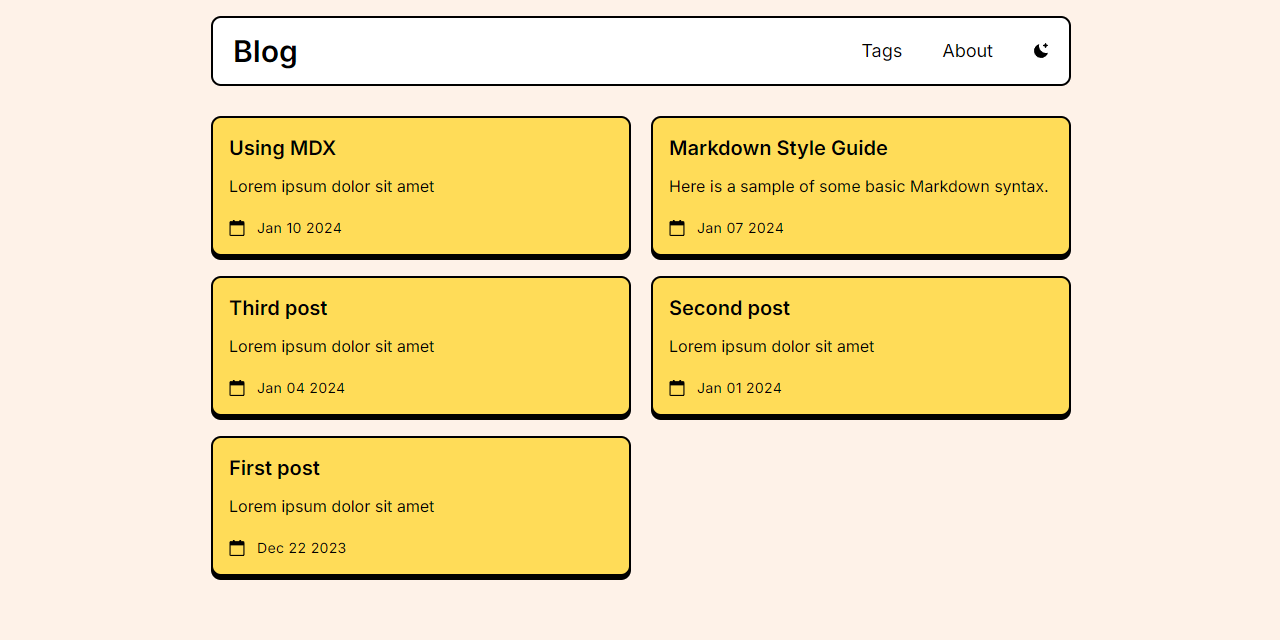 Blog
Tags
About
Using MDX
Lorem ipsum dolor sit amet
Jan 10 2024
Markdown Style Guide
Here is a sample of some basic Markdown syntax.
Jan 07 2024
Third post
Lorem ipsum dolor sit amet
Jan 04 2024
Second post
Lorem ipsum dolor sit amet
Jan 01 2024
First post
Lorem ipsum dolor sit amet
Dec 22 2023